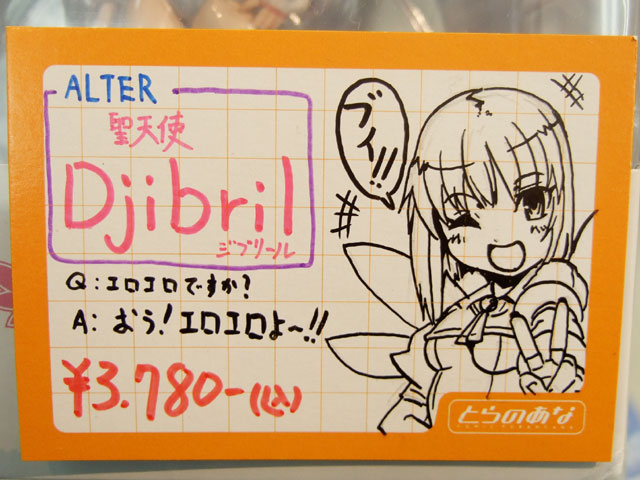 ALTER
聖天使
Djibril
ジブリール
Q:エロエロですか?
A:おう!エロエロよ〜!!
¥3.780-(込)
ブイ!!
とらのあな